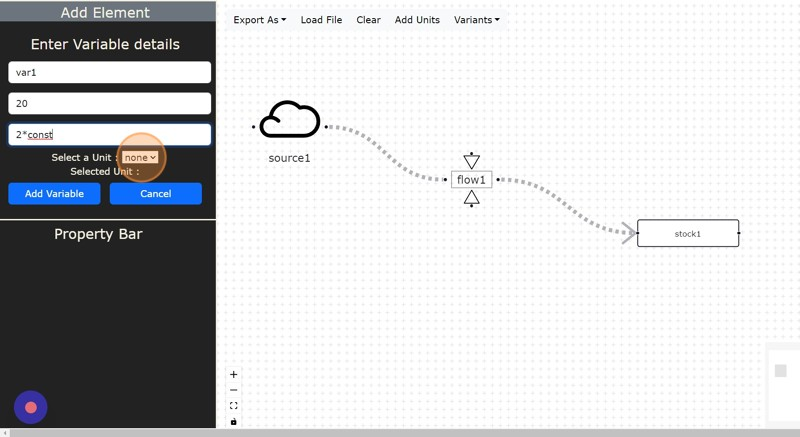 Add Element
Enter Variable details
var1
20
2*const
Select a Unit : none
Selected Unit :
Add Variable Cancel
Property Bar
Export As Load File Clear Add Units Variants
source1
flow1
stock1